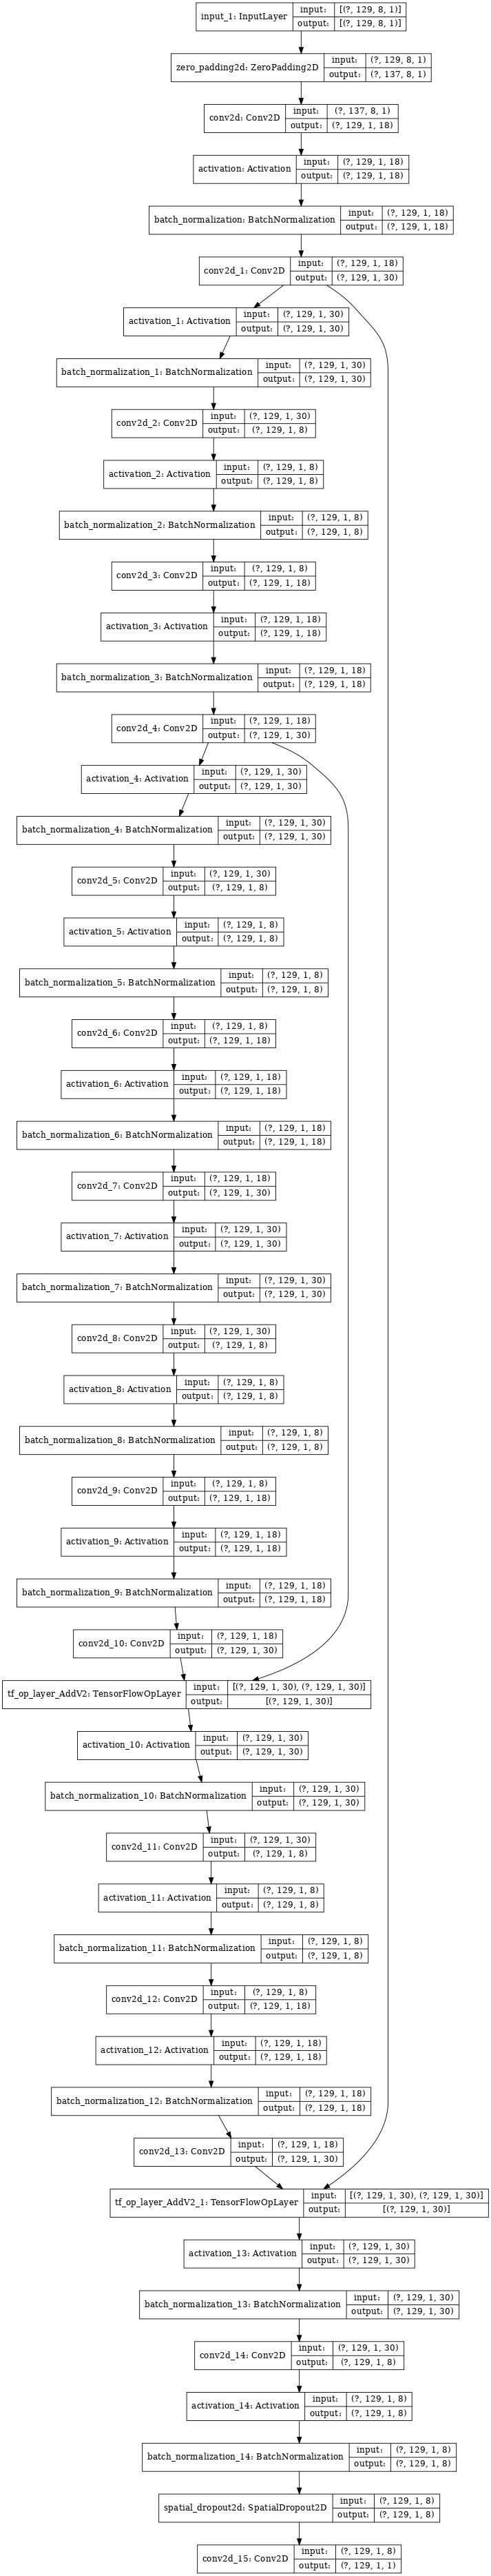 input_1: InputLayer
input: [(?, 129, 8, 1)]
output: [(?, 129, 8, 1)]
zero_padding2d: ZeroPadding2D
input: (?, 129, 8, 1)
output: (?, 137, 8, 1)
conv2d: Conv2D
input: (?, 137, 8, 1)
output: (?, 129, 1, 18)
activation: Activation
input: (?, 129, 1, 18)
output: (?, 129, 1, 18)
batch_normalization: BatchNormalization
input: (?, 129, 1, 18)
output: (?, 129, 1, 18)
conv2d_1: Conv2D
input: (?, 129, 1, 18)
output: (?, 129, 1, 30)
activation_1: Activation
input: (?, 129, 1, 30)
output: (?, 129, 1, 30)
batch_normalization_1: BatchNormalization
input: (?, 129, 1, 30)
output: (?, 129, 1, 30)
conv2d_2: Conv2D
input: (?, 129, 1, 30)
output: (?, 129, 1, 8)
activation_2: Activation
input: (?, 129, 1, 8)
output: (?, 129, 1, 8)
batch_normalization_2: BatchNormalization
input: (?, 129, 1, 8)
output: (?, 129, 1, 8)
conv2d_3: Conv2D
input: (?, 129, 1, 8)
output: (?, 129, 1, 18)
activation_3: Activation
input: (?, 129, 1, 18)
output: (?, 129, 1, 18)
batch_normalization_3: BatchNormalization
input: (?, 129, 1, 18)
output: (?, 129, 1, 18)
conv2d_4: Conv2D
input: (?, 129, 1, 18)
output: (?, 129, 1, 30)
activation_4: Activation
input: (?, 129, 1, 30)
output: (?, 129, 1, 30)
batch_normalization_4: BatchNormalization
input: (?, 129, 1, 30)
output: (?, 129, 1, 30)
conv2d_5: Conv2D
input: (?, 129, 1, 30)
output: (?, 129, 1, 8)
activation_5: Activation
input: (?, 129, 1, 8)
output: (?, 129, 1, 8)
batch_normalization_5: BatchNormalization
input: (?, 129, 1, 8)
output: (?, 129, 1, 8)
conv2d_6: Conv2D
input: (?, 129, 1, 8)
output: (?, 129, 1, 18)
activation_6: Activation
input: (?, 129, 1, 18)
output: (?, 129, 1, 18)
batch_normalization_6: BatchNormalization
input: (?, 129, 1, 18)
output: (?, 129, 1, 18)
conv2d_7: Conv2D
input: (?, 129, 1, 18)
output: (?, 129, 1, 30)
activation_7: Activation
input: (?, 129, 1, 30)
output: (?, 129, 1, 30)
batch_normalization_7: BatchNormalization
input: (?, 129, 1, 30)
output: (?, 129, 1, 30)
conv2d_8: Conv2D
input: (?, 129, 1, 30)
output: (?, 129, 1, 8)
activation_8: Activation
input: (?, 129, 1, 8)
output: (?, 129, 1, 8)
batch_normalization_8: BatchNormalization
input: (?, 129, 1, 8)
output: (?, 129, 1, 8)
conv2d_9: Conv2D
input: (?, 129, 1, 8)
output: (?, 129, 1, 18)
activation_9: Activation
input: (?, 129, 1, 18)
output: (?, 129, 1, 18)
batch_normalization_9: BatchNormalization
input: (?, 129, 1, 18)
output: (?, 129, 1, 18)
conv2d_10: Conv2D
input: (?, 129, 1, 18)
output: (?, 129, 1, 30)
tf_op_layer_AddV2: TensorFlowOpLayer
input: [(?, 129, 1, 30), (?, 129, 1, 30)]
output: [(?, 129, 1, 30)]
activation_10: Activation
input: (?, 129, 1, 30)
output: (?, 129, 1, 30)
batch_normalization_10: BatchNormalization
input: (?, 129, 1, 30)
output: (?, 129, 1, 30)
conv2d_11: Conv2D
input: (?, 129, 1, 30)
output: (?, 129, 1, 8)
activation_11: Activation
input: (?, 129, 1, 8)
output: (?, 129, 1, 8)
batch_normalization_11: BatchNormalization
input: (?, 129, 1, 8)
output: (?, 129, 1, 8)
conv2d_12: Conv2D
input: (?, 129, 1, 8)
output: (?, 129, 1, 18)
activation_12: Activation
input: (?, 129, 1, 18)
output: (?, 129, 1, 18)
batch_normalization_12: BatchNormalization
input: (?, 129, 1, 18)
output: (?, 129, 1, 18)
conv2d_13: Conv2D
input: (?, 129, 1, 18)
output: (?, 129, 1, 30)
tf_op_layer_AddV2_1: TensorFlowOpLayer
input: [(?, 129, 1, 30), (?, 129, 1, 30)]
output: [(?, 129, 1, 30)]
activation_13: Activation
input: (?, 129, 1, 30)
output: (?, 129, 1, 30)
batch_normalization_13: BatchNormalization
input: (?, 129, 1, 30)
output: (?, 129, 1, 30)
conv2d_14: Conv2D
input: (?, 129, 1, 30)
output: (?, 129, 1, 8)
activation_14: Activation
input: (?, 129, 1, 8)
output: (?, 129, 1, 8)
batch_normalization_14: BatchNormalization
input: (?, 129, 1, 8)
output: (?, 129, 1, 8)
spatial_dropout2d: SpatialDropout2D
input: (?, 129, 1, 8)
output: (?, 129, 1, 8)
conv2d_15: Conv2D
input: (?, 129, 1, 8)
output: (?, 129, 1, 1)